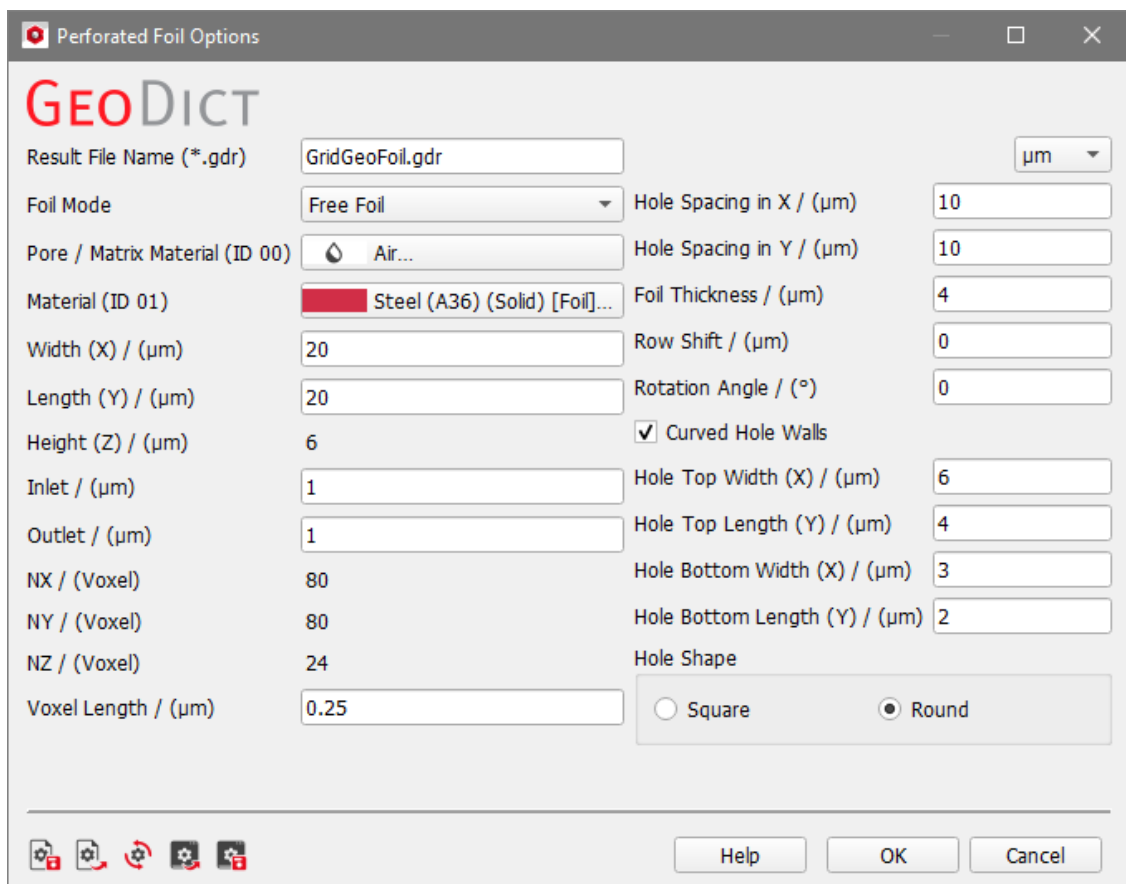 Perforated Foil Options
GEODICT
Result File Name (*.gdr) GridGeoFoil.gdr
µm
Foil Mode Free Foil
Pore / Matrix Material (ID 00) Air...
Material (ID 01) Steel (A36) (Solid) [Foil]...
Width (X) / (µm) 20
Length (Y) / (µm) 20
Height (Z) / (µm) 6
Inlet / (µm) 1
Outlet / (µm) 1
NX / (Voxel) 80
NY / (Voxel) 80
NZ / (Voxel) 24
Voxel Length / (µm) 0.25
Hole Spacing in X / (µm) 10
Hole Spacing in Y / (µm) 10
Foil Thickness / (µm) 4
Row Shift / (µm) 0
Rotation Angle / (°) 0
Curved Hole Walls
Hole Top Width (X) / (µm) 6
Hole Top Length (Y) / (µm) 4
Hole Bottom Width (X) / (µm) 3
Hole Bottom Length (Y) / (µm) 2
Hole Shape
Square Round
Help OK Cancel